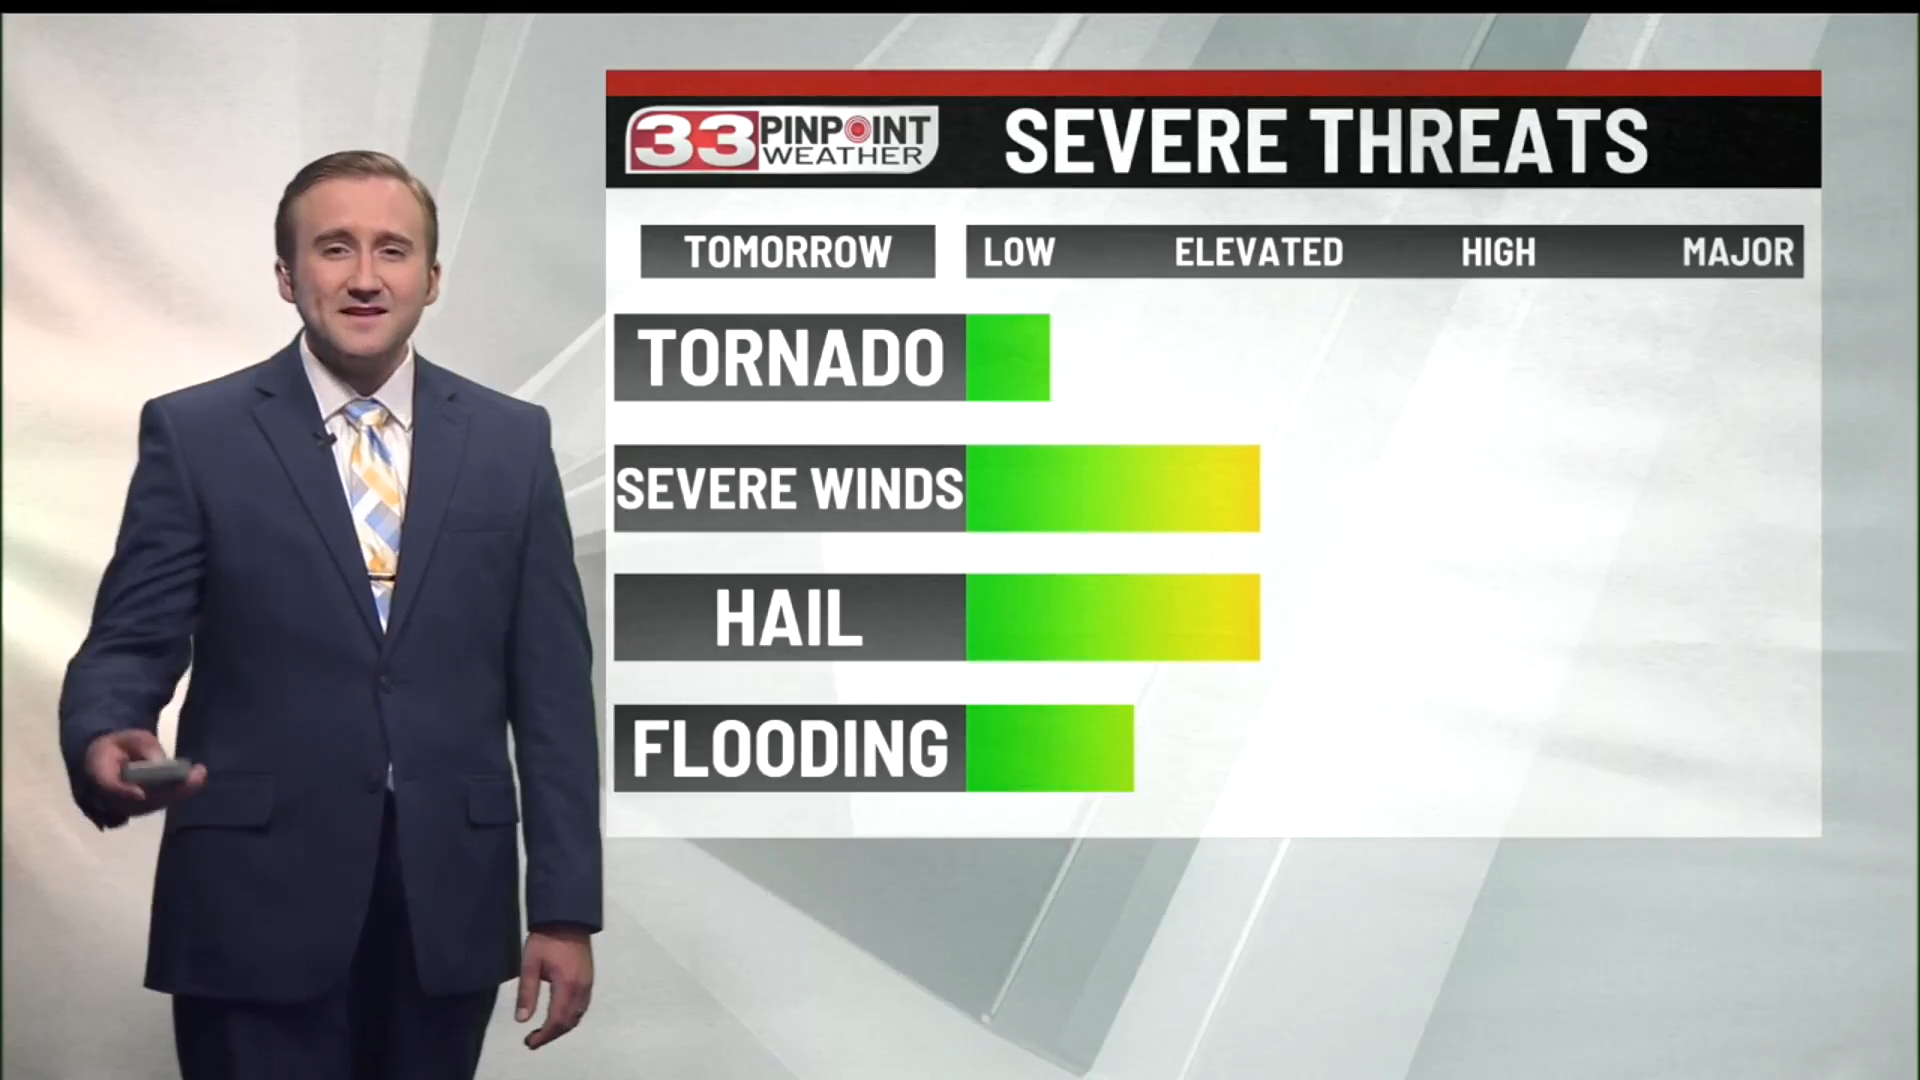 33 PINPOINT WEATHER
SEVERE THREATS
TOMORROW
LOW ELEVATED HIGH MAJOR
TORNADO
SEVERE WINDS
HAIL
FLOODING